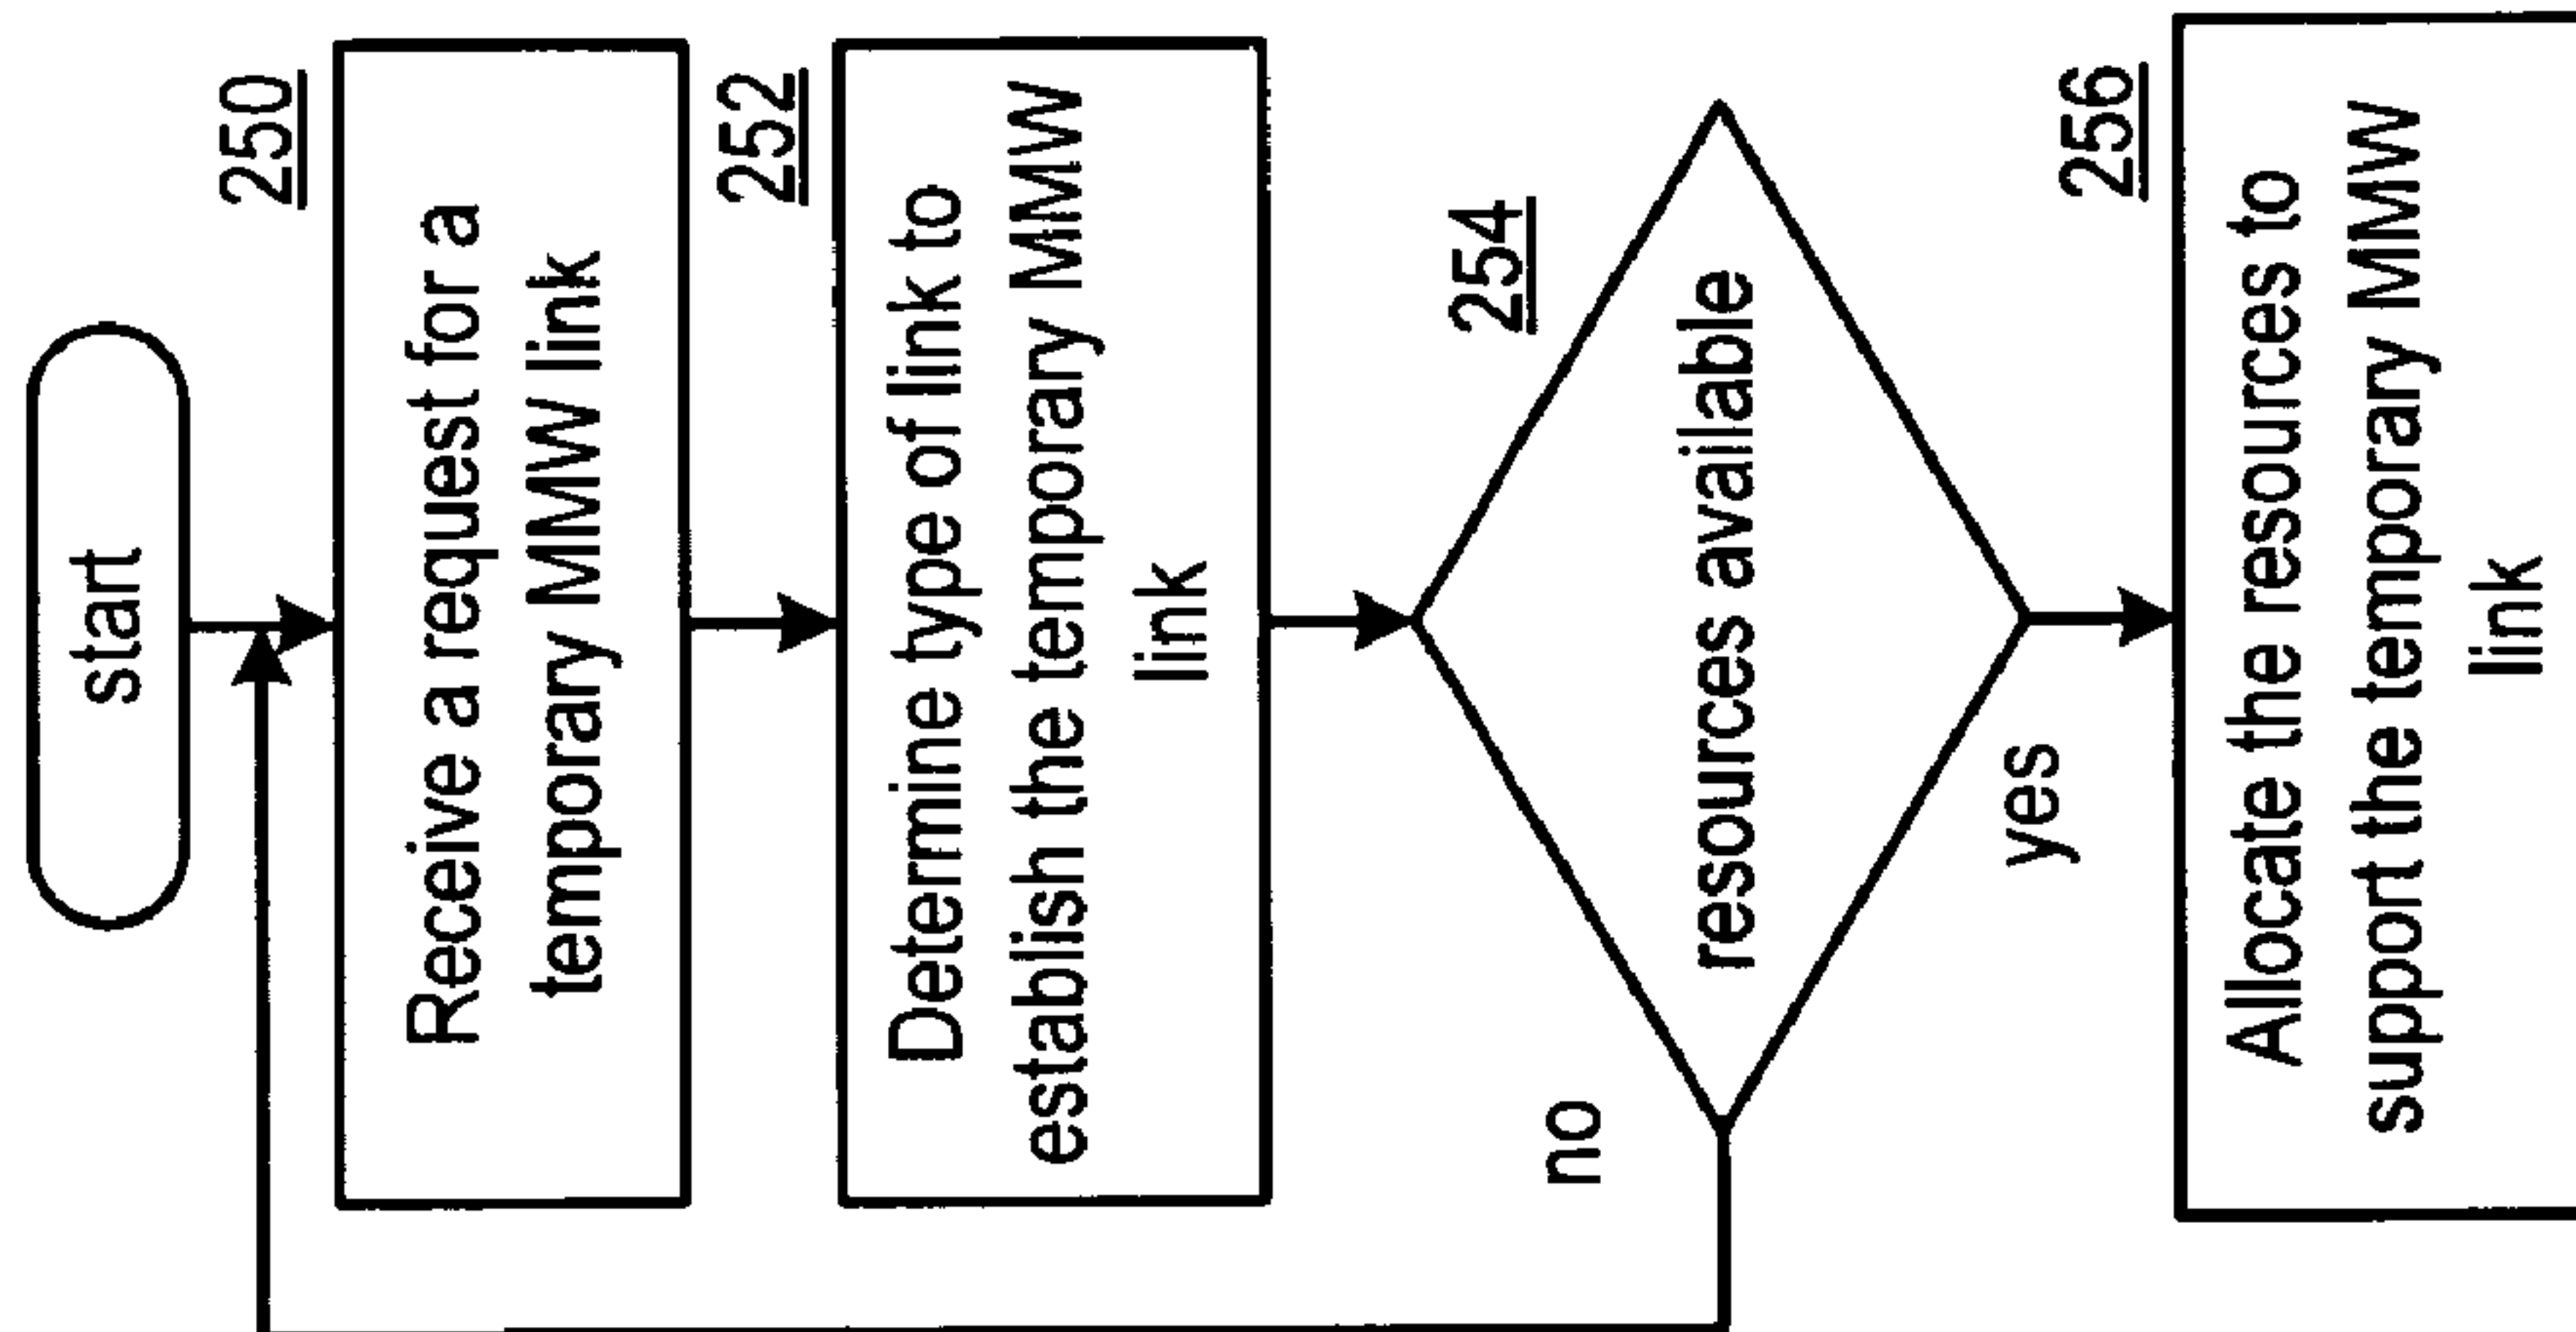 start
250
Receive a request for a
temporary MMW link
252
Determine type of link to
establish the temporary MMW
link
254
resources available
no
yes
256
Allocate the resources to
support the temporary MMW
link